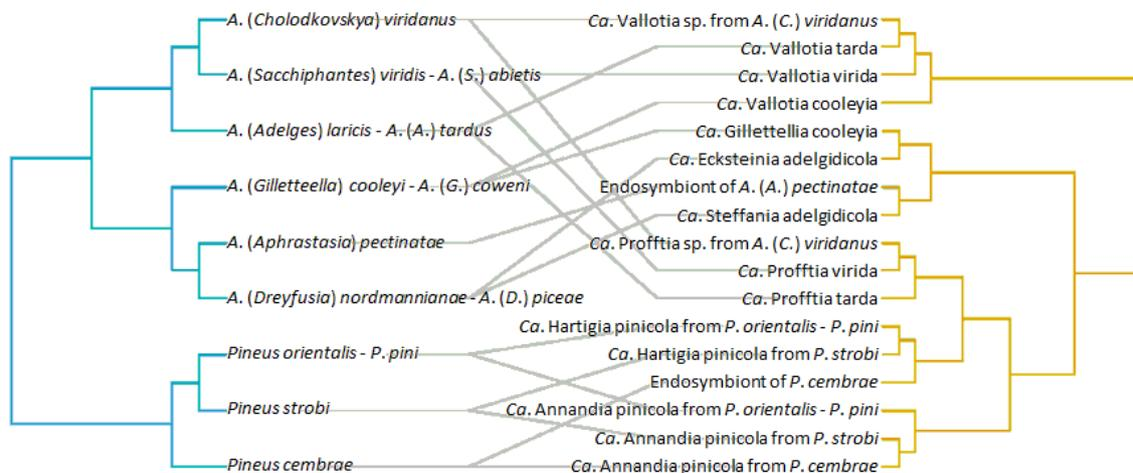 A. (Cholodkovskya) viridanus
A. (Sacchiphantes) viridis - A. (S.) abietis
A. (Adelges) laricis - A. (A.) tardus
A. (Gilletteella) cooleyi - A. (G.) coweni
A. (Aphrastasia) pectinatae
A. (Dreyfusia) nordmannianae - A. (D.) piceae
Pineus orientalis - P. pini
Pineus strobi
Pineus cembrae
Ca. Vallotia sp. from A. (C.) viridanus
Ca. Vallotia tarda
Ca. Vallotia virida
Ca. Vallotia cooleyia
Ca. Gillettellia cooleyia
Ca. Ecksteinia adelgidicola
Endosymbiont of A. (A.) pectinatae
Ca. Steffania adelgidicola
Ca. Profftia sp. from A. (C.) viridanus
Ca. Profftia virida
Ca. Profftia tarda
Ca. Hartigia pinicola from P. orientalis - P. pini
Ca. Hartigia pinicola from P. strobi
Endosymbiont of P. cembrae
Ca. Annandia pinicola from P. orientalis - P. pini
Ca. Annandia pinicola from P. strobi
Ca. Annandia pinicola from P. cembrae